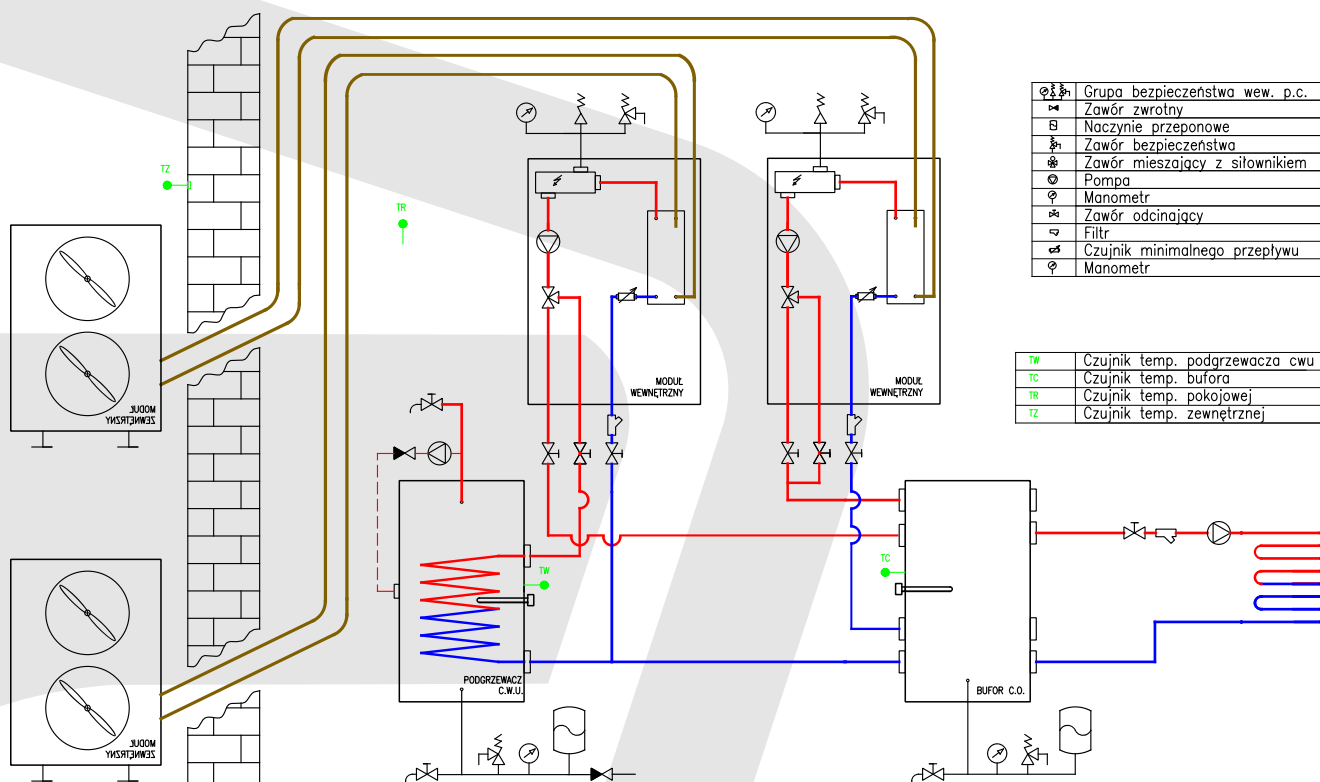 TZ
TR
MODUŁ
ZEWNĘTRZNY
MODUŁ
WEWNĘTRZNY
MODUŁ
WEWNĘTRZNY
Grupa bezpieczeństwa wew. p.c.
Zawór zwrotny
Naczynie przeponowe
Zawór bezpieczeństwa
Zawór mieszający z siłownikiem
Pompa
Manometr
Zawór odcinający
Filtr
Czujnik minimalnego przepływu
Manometr
TW Czujnik temp. podgrzewacza cwu
TC Czujnik temp. bufora
TR Czujnik temp. pokojowej
TZ Czujnik temp. zewnętrznej
TW
TC
PODGRZEWACZ
C.W.U.
BUFOR C.O.
MODUŁ
ZEWNĘTRZNY